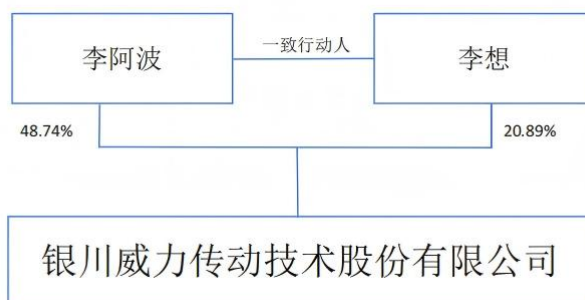 一致行动人
李阿波
李想
48.74%
20.89%
银川威力传动技术股份有限公司